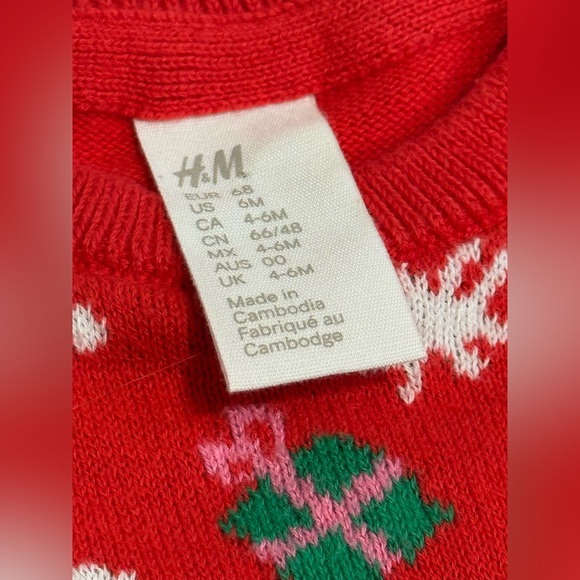 H&M
EUR 68
US 6M
CA 4-6M
CN 66/48
MX 4-6M
AUS 00
UK 4-6M
Made in
Cambodia
Fabriqué au
Cambodge